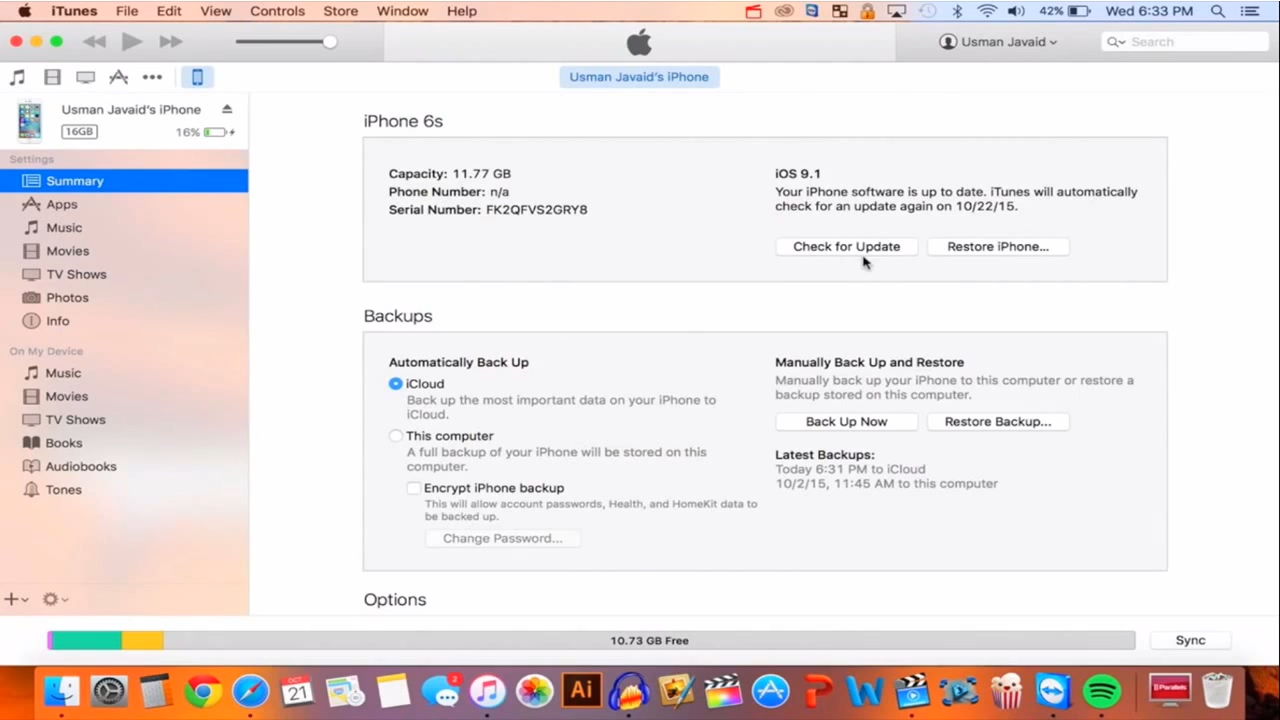 iTunes File Edit View Controls Store Window Help 42% Wed 6:33 PM
Usman Javaid Search
Usman Javaid's iPhone
Usman Javaid's iPhone
16GB 16%
Settings
Summary
Apps
Music
Movies
TV Shows
Photos
Info
On My Device
Music
Movies
TV Shows
Books
Audiobooks
Tones
iPhone 6s
Capacity: 11.77 GB
Phone Number: n/a
Serial Number: FK2QFVS2GRY8
iOS 9.1
Your iPhone software is up to date. iTunes will automatically
check for an update again on 10/22/15.
Check for Update Restore iPhone...
Backups
Automatically Back Up
iCloud
Back up the most important data on your iPhone to
iCloud.
This computer
A full backup of your iPhone will be stored on this
computer.
Encrypt iPhone backup
This will allow account passwords, Health, and HomeKit data to
be backed up.
Change Password...
Manually Back Up and Restore
Manually back up your iPhone to this computer or restore a
backup stored on this computer.
Back Up Now Restore Backup...
Latest Backups:
Today 6:31 PM to iCloud
10/2/15, 11:45 AM to this computer
Options
10.73 GB Free Sync
OCT
21
2
Ai
Parallels